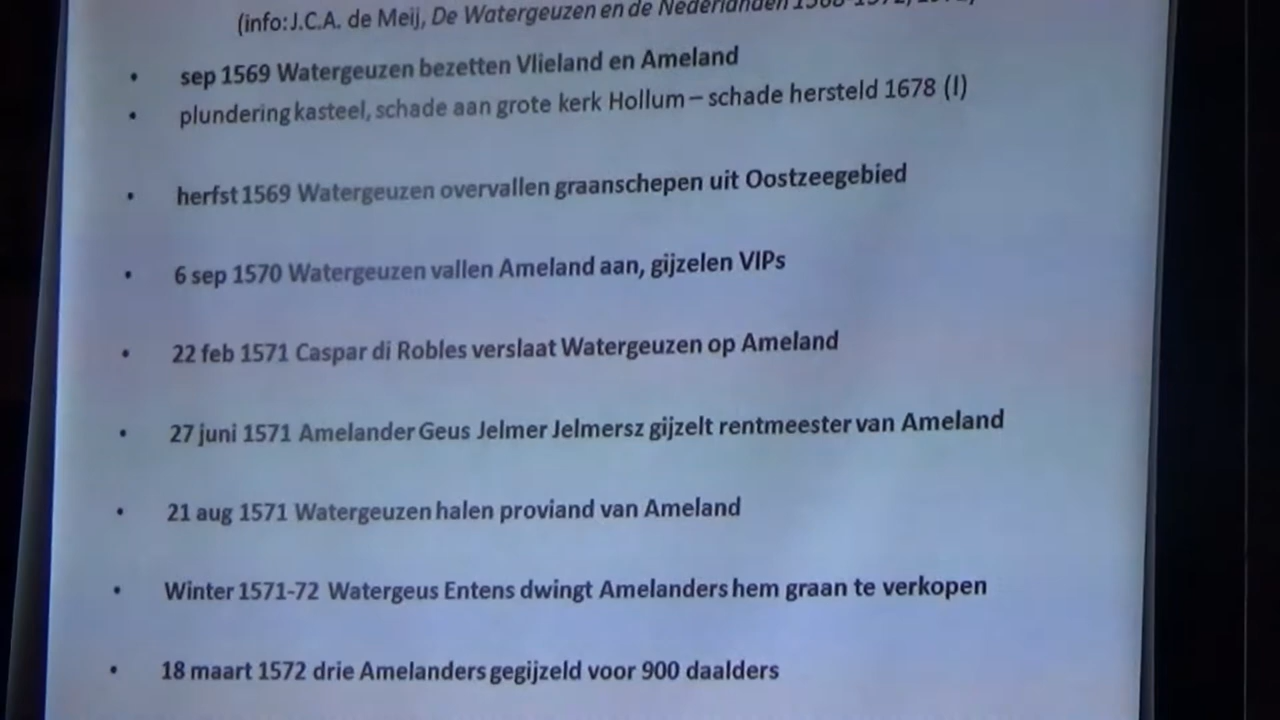 (info: J.C.A. de Meij, De Watergeuzen en de Nederlanden 1568-1572,
• sep 1569 Watergeuzen bezetten Vlieland en Ameland
• plundering kasteel, schade aan grote kerk Hollum – schade hersteld 1678 (!)
• herfst 1569 Watergeuzen overvallen graanschepen uit Oostzeegebied
• 6 sep 1570 Watergeuzen vallen Ameland aan, gijzelen VIPs
• 22 feb 1571 Caspar di Robles verslaat Watergeuzen op Ameland
• 27 juni 1571 Amelander Geus Jelmer Jelmersz gijzelt rentmeester van Ameland
• 21 aug 1571 Watergeuzen halen proviand van Ameland
• Winter 1571-72 Watergeus Entens dwingt Amelanders hem graan te verkopen
• 18 maart 1572 drie Amelanders gegijzeld voor 900 daalders